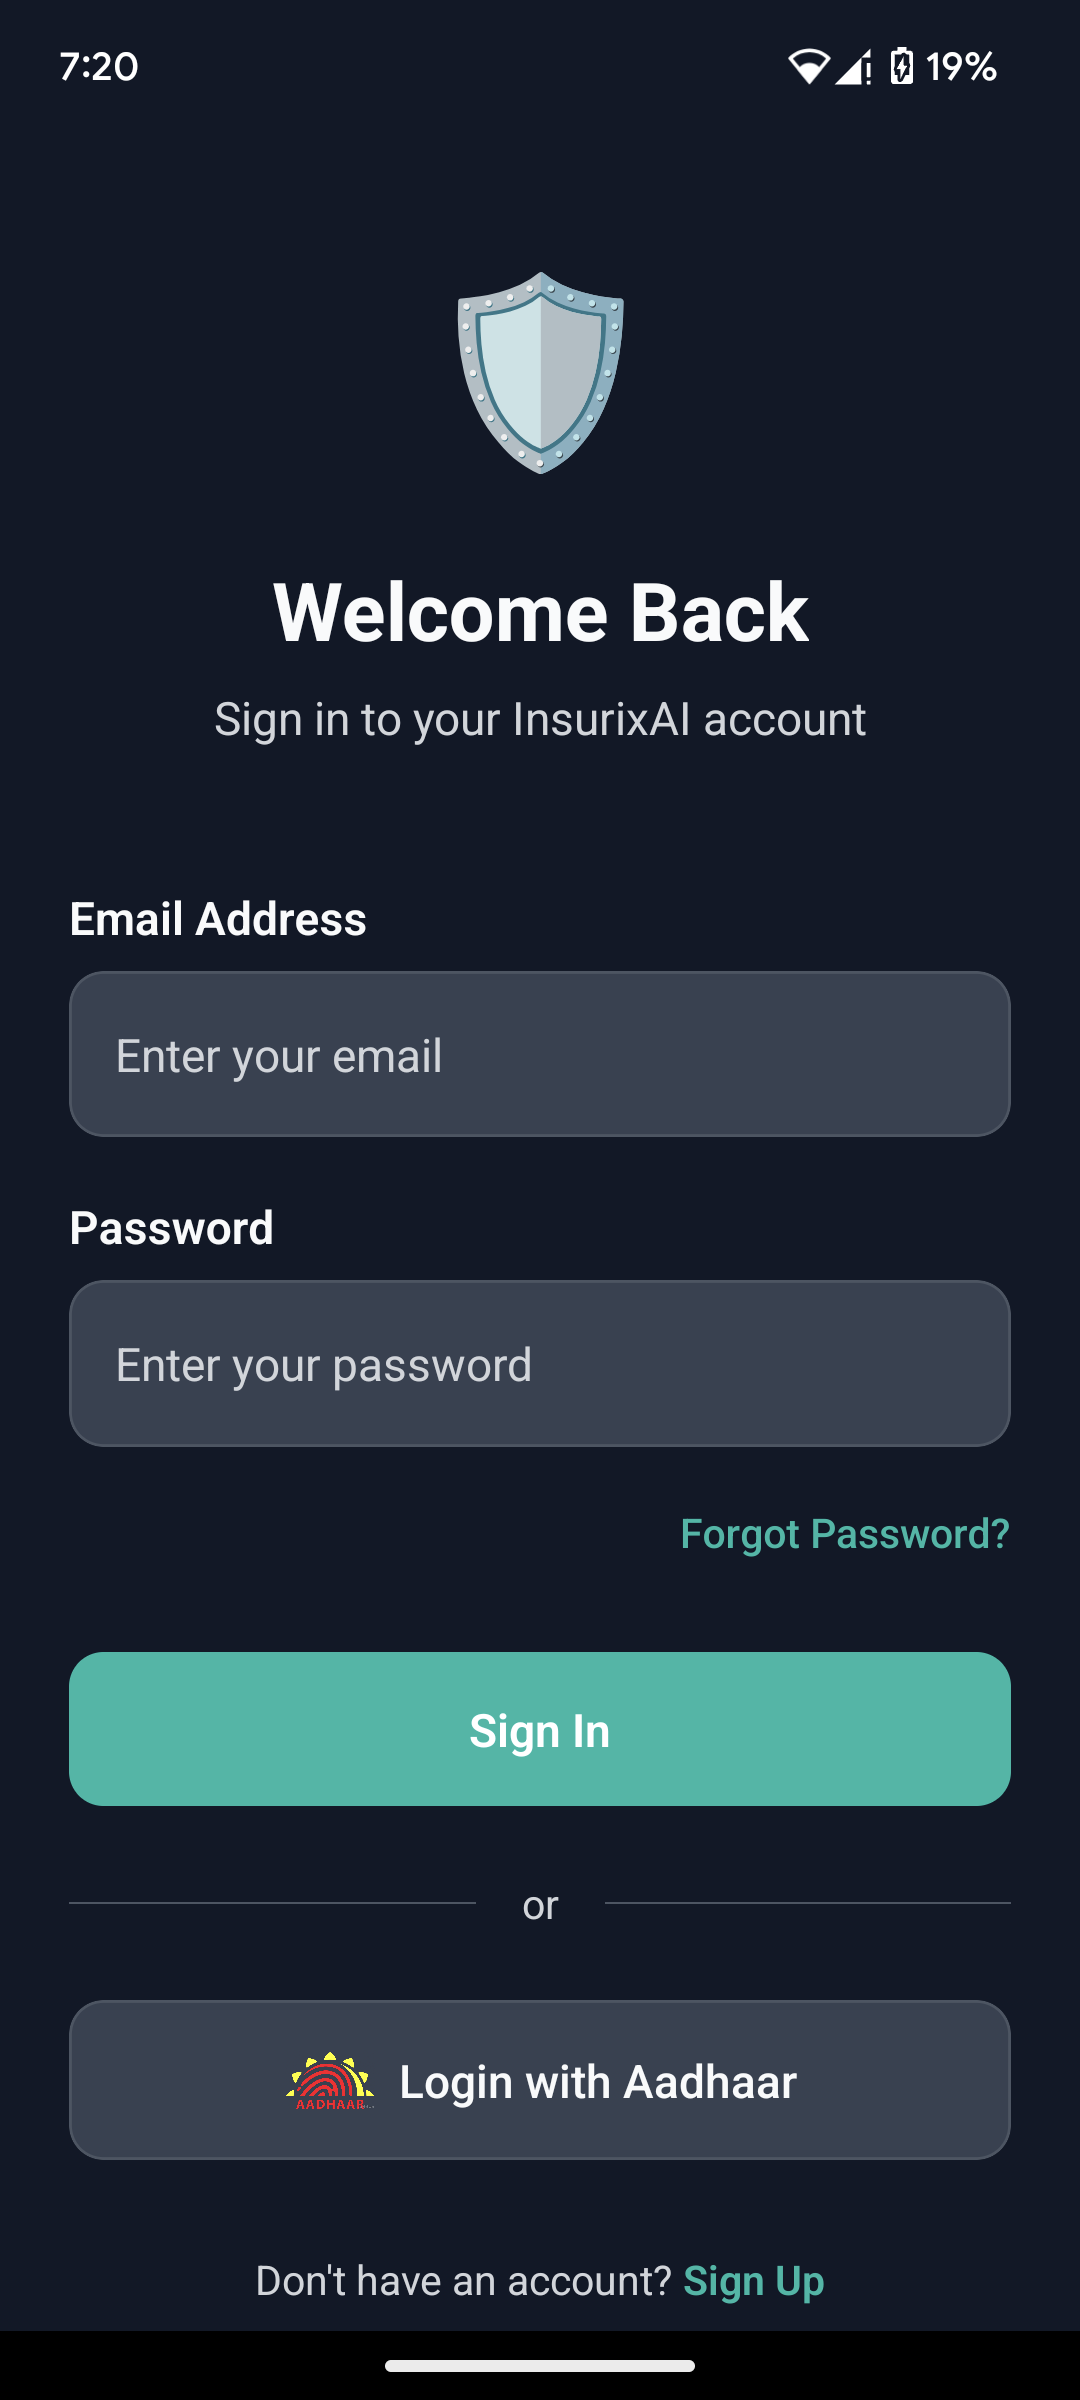 7:20 19%
Welcome Back
Sign in to your InsurixAI account
Email Address
Enter your email
Password
Enter your password
Forgot Password?
Sign In
or
AADHAAR
Login with Aadhaar
Don't have an account? Sign Up